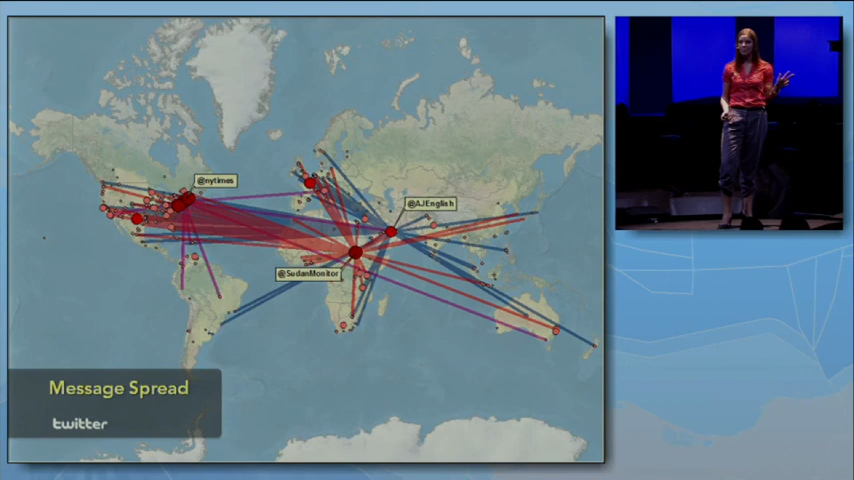 @nytimes
@AJEnglish
@SudanMonitor
Message Spread
twitter